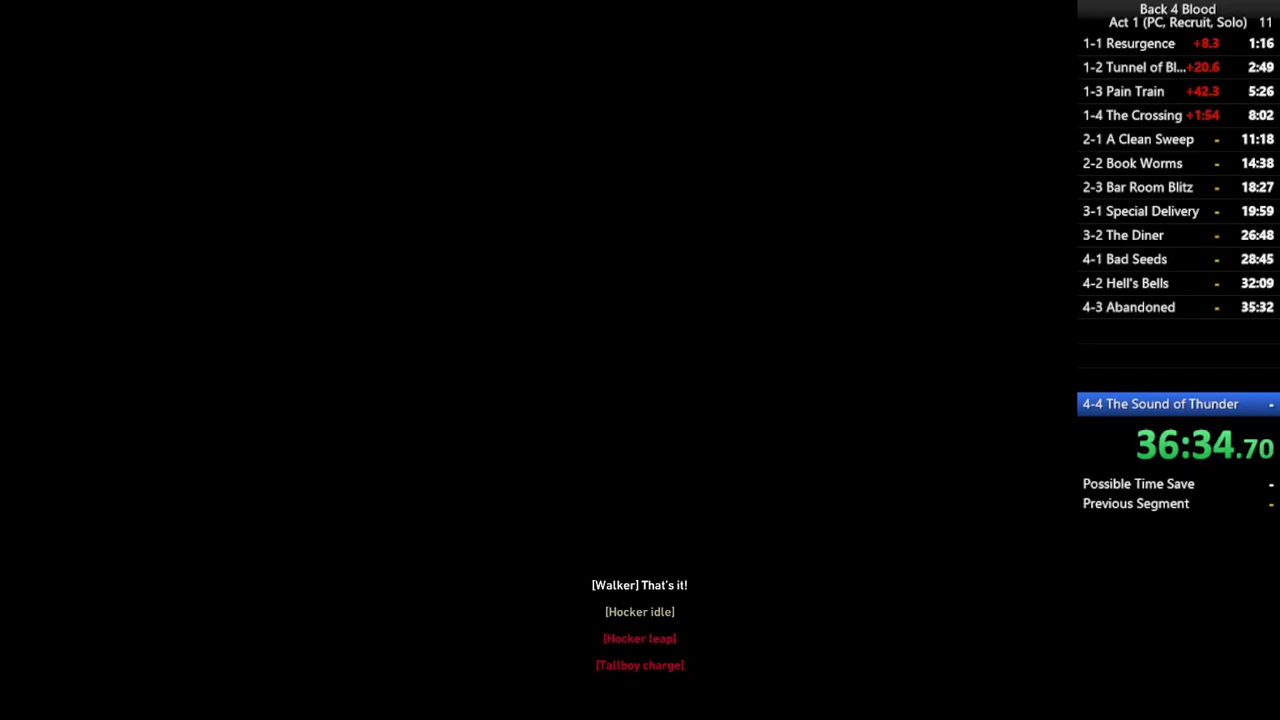 Back 4 Blood
Act 1 (PC, Recruit, Solo) 11
1-1 Resurgence +8.3 1:16
1-2 Tunnel of Bl... +20.6 2:49
1-3 Pain Train +42.3 5:26
1-4 The Crossing +1:54 8:02
2-1 A Clean Sweep - 11:18
2-2 Book Worms - 14:38
2-3 Bar Room Blitz - 18:27
3-1 Special Delivery - 19:59
3-2 The Diner - 26:48
4-1 Bad Seeds - 28:45
4-2 Hell's Bells - 32:09
4-3 Abandoned - 35:32
4-4 The Sound of Thunder -
36:34.70
Possible Time Save -
Previous Segment -
[Walker] That's it!
[Hocker idle]
[Hocker leap]
[Tallboy charge]